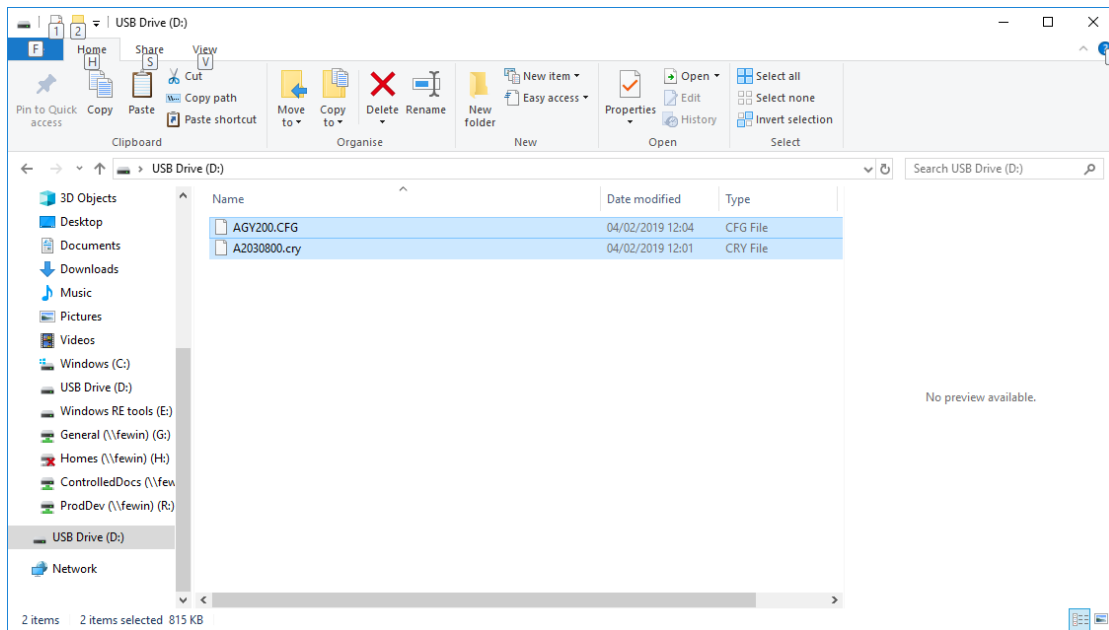 USB Drive (D:)
1 2
F Home Share View
H S V
Pin to Quick access
Copy
Paste
Cut
Copy path
Paste shortcut
Move to
Copy to
Delete
Rename
New folder
New item
Easy access
Properties
Open
Edit
History
Select all
Select none
Invert selection
Clipboard Organise New Open Select
USB Drive (D:) Search USB Drive (D:)
Name Date modified Type
AGY200.CFG 04/02/2019 12:04 CFG File
A2030800.cry 04/02/2019 12:01 CRY File
3D Objects
Desktop
Documents
Downloads
Music
Pictures
Videos
Windows (C:)
USB Drive (D:)
Windows RE tools (E:)
General (\\fewin) (G:)
Homes (\\fewin) (H:)
ControlledDocs (\\few
ProdDev (\\fewin) (R:)
USB Drive (D:)
Network
No preview available.
2 items 2 items selected 815 KB